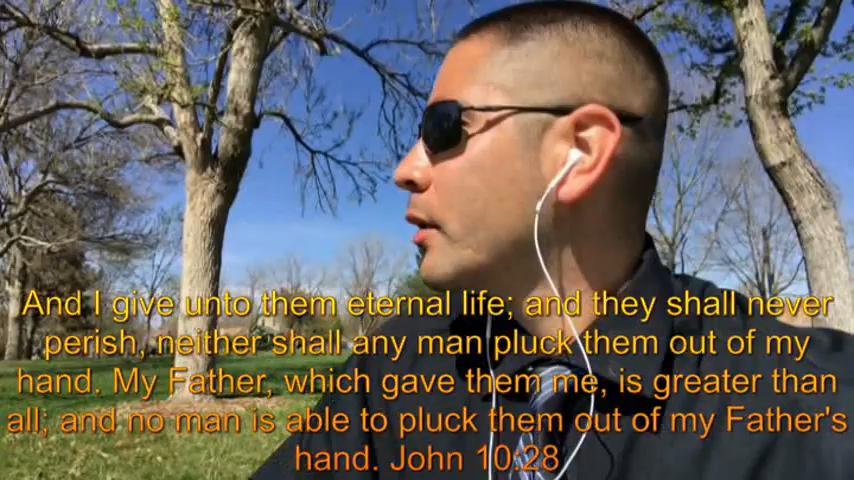 And I give unto them eternal life; and they shall never
perish, neither shall any man pluck them out of my
hand. My Father, which gave them me, is greater than
all; and no man is able to pluck them out of my Father's
hand. John 10:28